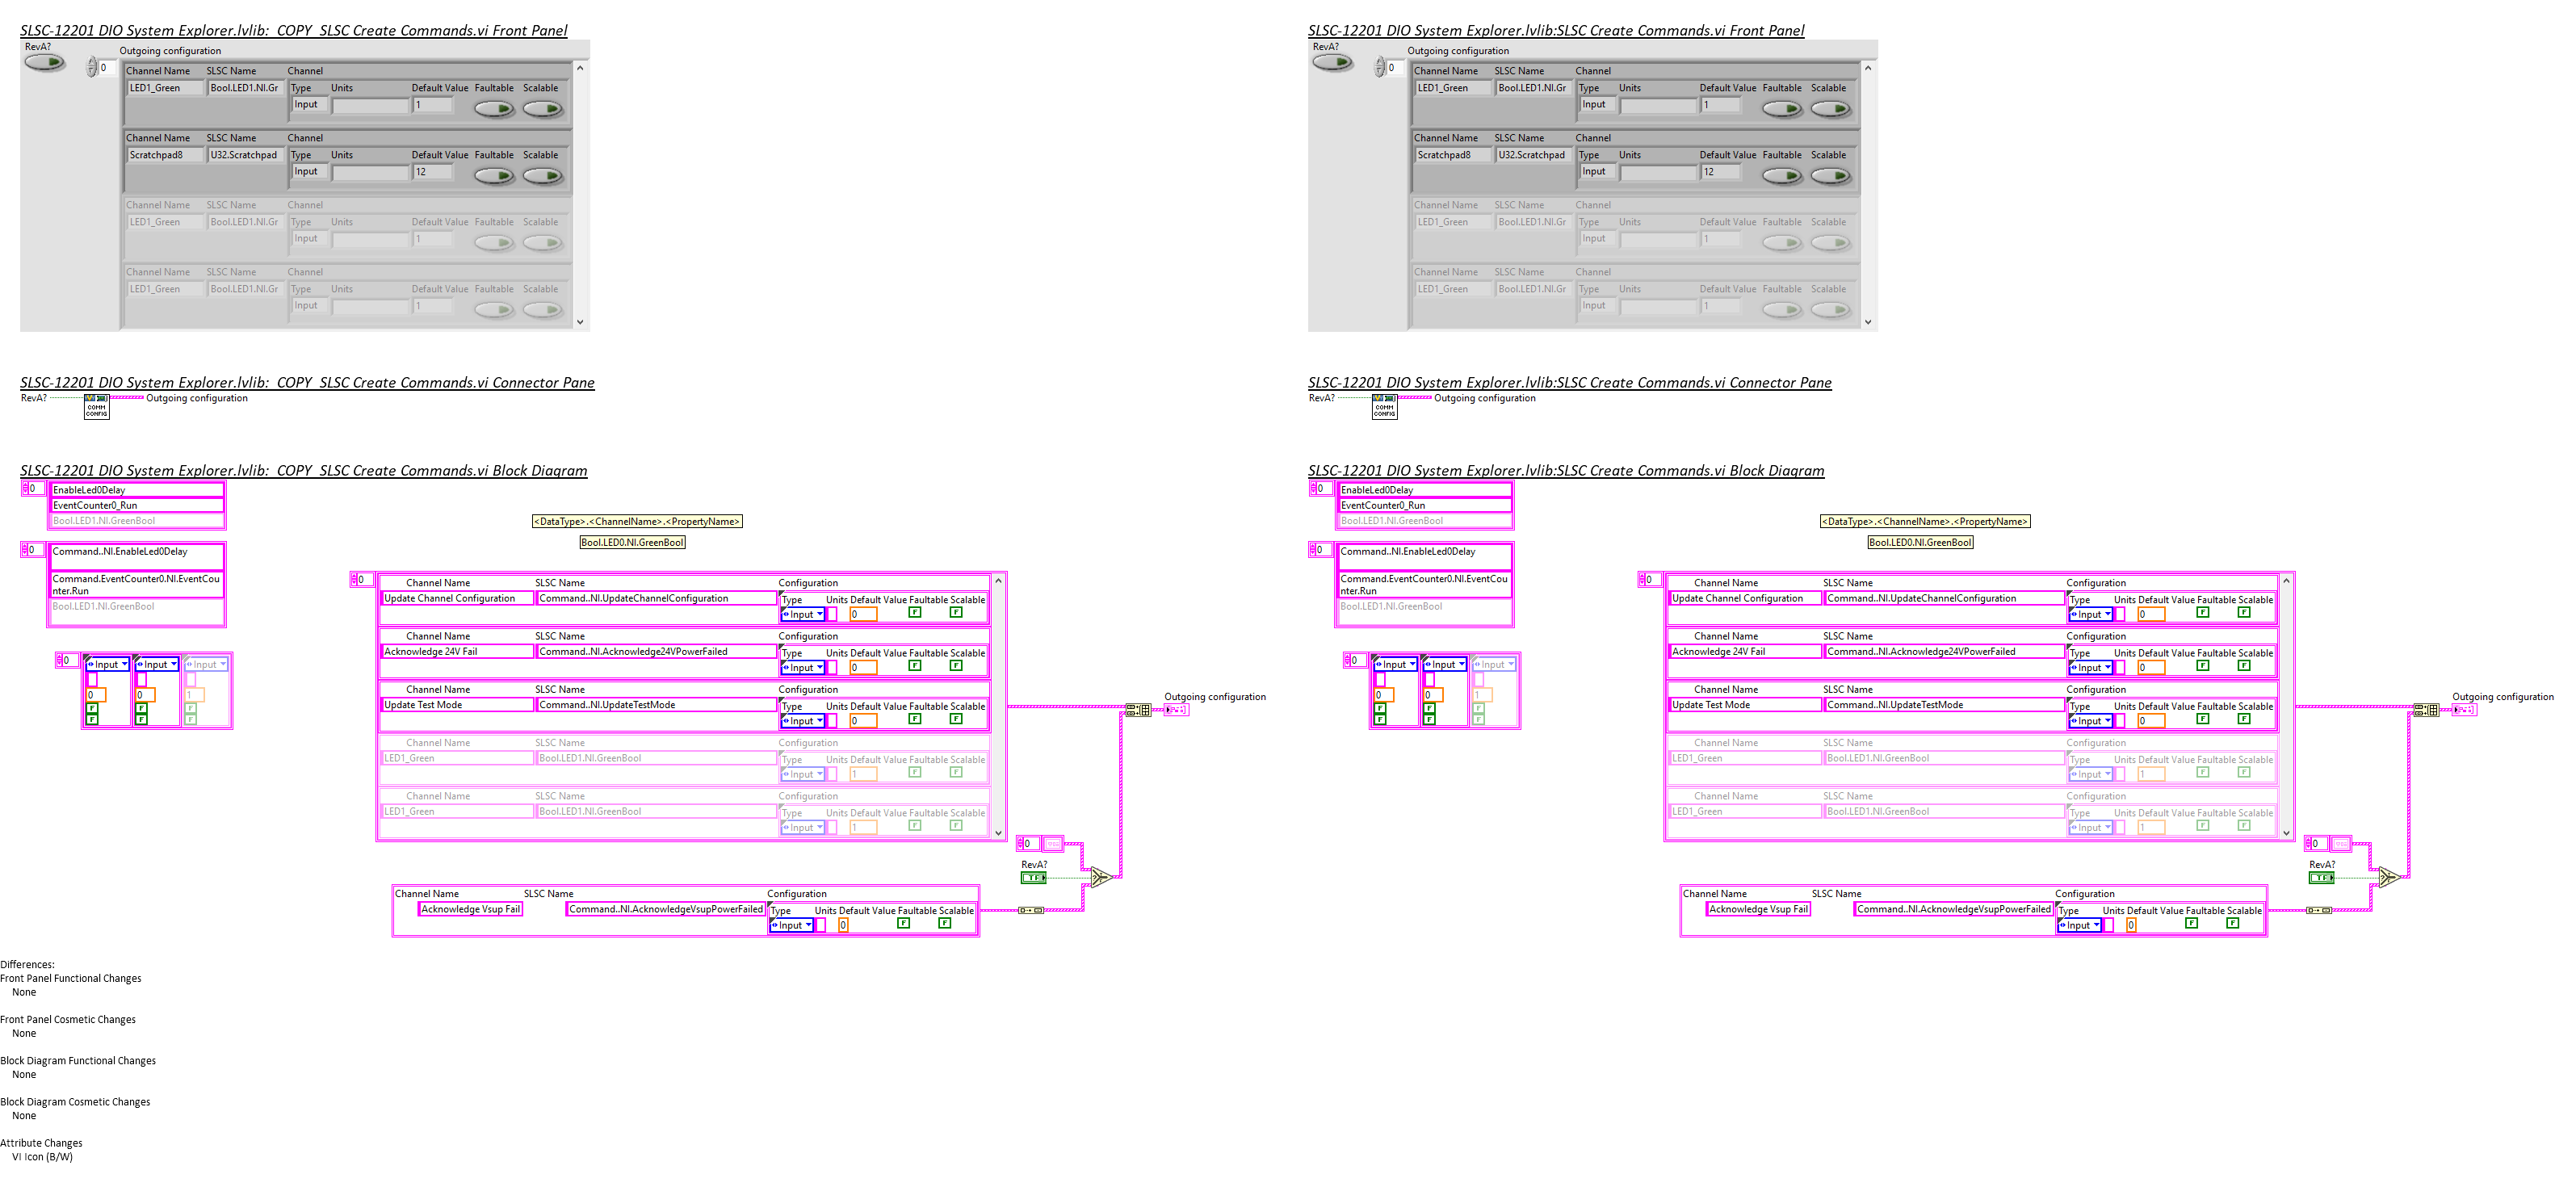 SLSC-12201 DIO System Explorer.lvlib:  COPY  SLSC Create Commands.vi Front Panel
RevA?
Outgoing configuration
0
Channel Name SLSC Name Channel
LED1_Green Bool.LED1.NI.Gr Type Units Default Value Faultable Scalable
Input 1
Channel Name SLSC Name Channel
Scratchpad8 U32.Scratchpad Type Units Default Value Faultable Scalable
Input 12
Channel Name SLSC Name Channel
LED1_Green Bool.LED1.NI.Gr Type Units Default Value Faultable Scalable
Input 1
Channel Name SLSC Name Channel
LED1_Green Bool.LED1.NI.Gr Type Units Default Value Faultable Scalable
Input 1
SLSC-12201 DIO System Explorer.lvlib:  COPY  SLSC Create Commands.vi Connector Pane
RevA? Outgoing configuration
COMM
CONFIG
SLSC-12201 DIO System Explorer.lvlib:  COPY  SLSC Create Commands.vi Block Diagram
0 EnableLed0Delay
EventCounter0_Run
Bool.LED1.NI.GreenBool
0 Command..NI.EnableLed0Delay
Command.EventCounter0.NI.EventCou
nter.Run
Bool.LED1.NI.GreenBool
0 Input Input Input
0 0 1
F F F
F F F
<DataType>.<ChannelName>.<PropertyName>
Bool.LED0.NI.GreenBool
0
Channel Name SLSC Name Configuration
Update Channel Configuration Command..NI.UpdateChannelConfiguration Type Units Default Value Faultable Scalable
Input 0 F F
Channel Name SLSC Name Configuration
Acknowledge 24V Fail Command..NI.Acknowledge24VPowerFailed Type Units Default Value Faultable Scalable
Input 0 F F
Channel Name SLSC Name Configuration
Update Test Mode Command..NI.UpdateTestMode Type Units Default Value Faultable Scalable
Input 0 F F
Channel Name SLSC Name Configuration
LED1_Green Bool.LED1.NI.GreenBool Type Units Default Value Faultable Scalable
Input 1 F F
Channel Name SLSC Name Configuration
LED1_Green Bool.LED1.NI.GreenBool Type Units Default Value Faultable Scalable
Input 1 F F
Outgoing configuration
0
RevA?
TF
Channel Name SLSC Name Configuration
Acknowledge Vsup Fail Command..NI.AcknowledgeVsupPowerFailed Type Units Default Value Faultable Scalable
Input 0 F F
SLSC-12201 DIO System Explorer.lvlib:SLSC Create Commands.vi Front Panel
RevA?
Outgoing configuration
0
Channel Name SLSC Name Channel
LED1_Green Bool.LED1.NI.Gr Type Units Default Value Faultable Scalable
Input 1
Channel Name SLSC Name Channel
Scratchpad8 U32.Scratchpad Type Units Default Value Faultable Scalable
Input 12
Channel Name SLSC Name Channel
LED1_Green Bool.LED1.NI.Gr Type Units Default Value Faultable Scalable
Input 1
Channel Name SLSC Name Channel
LED1_Green Bool.LED1.NI.Gr Type Units Default Value Faultable Scalable
Input 1
SLSC-12201 DIO System Explorer.lvlib:SLSC Create Commands.vi Connector Pane
RevA? Outgoing configuration
COMM
CONFIG
SLSC-12201 DIO System Explorer.lvlib:SLSC Create Commands.vi Block Diagram
0 EnableLed0Delay
EventCounter0_Run
Bool.LED1.NI.GreenBool
0 Command..NI.EnableLed0Delay
Command.EventCounter0.NI.EventCou
nter.Run
Bool.LED1.NI.GreenBool
0 Input Input Input
0 0 1
F F F
F F F
<DataType>.<ChannelName>.<PropertyName>
Bool.LED0.NI.GreenBool
0
Channel Name SLSC Name Configuration
Update Channel Configuration Command..NI.UpdateChannelConfiguration Type Units Default Value Faultable Scalable
Input 0 F F
Channel Name SLSC Name Configuration
Acknowledge 24V Fail Command..NI.Acknowledge24VPowerFailed Type Units Default Value Faultable Scalable
Input 0 F F
Channel Name SLSC Name Configuration
Update Test Mode Command..NI.UpdateTestMode Type Units Default Value Faultable Scalable
Input 0 F F
Channel Name SLSC Name Configuration
LED1_Green Bool.LED1.NI.GreenBool Type Units Default Value Faultable Scalable
Input 1 F F
Channel Name SLSC Name Configuration
LED1_Green Bool.LED1.NI.GreenBool Type Units Default Value Faultable Scalable
Input 1 F F
Outgoing configuration
0
RevA?
TF
Channel Name SLSC Name Configuration
Acknowledge Vsup Fail Command..NI.AcknowledgeVsupPowerFailed Type Units Default Value Faultable Scalable
Input 0 F F
Differences:
Front Panel Functional Changes
None
Front Panel Cosmetic Changes
None
Block Diagram Functional Changes
None
Block Diagram Cosmetic Changes
None
Attribute Changes
VI Icon (B/W)